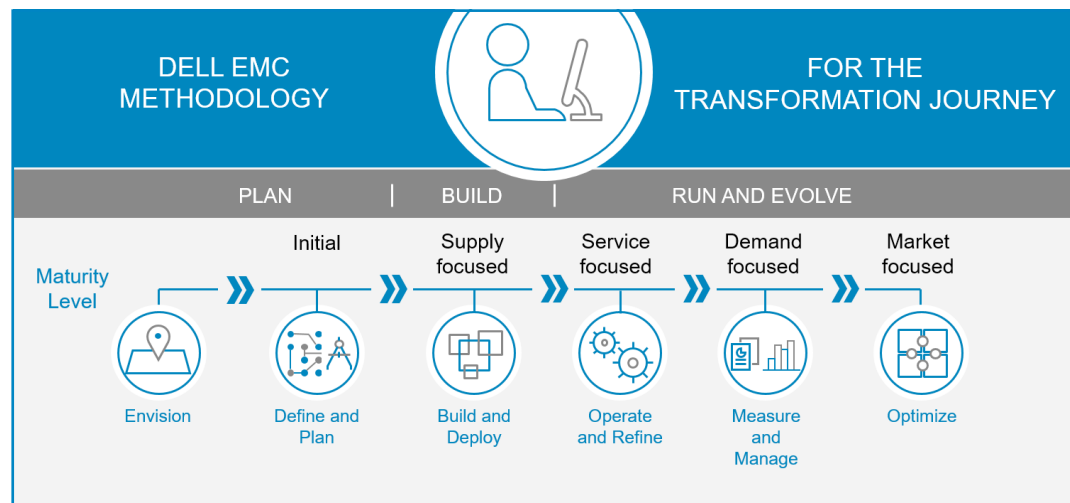 DELL EMC
METHODOLOGY
FOR THE
TRANSFORMATION JOURNEY
PLAN | BUILD | RUN AND EVOLVE
Maturity
Level
Initial
Supply
focused
Service
focused
Demand
focused
Market
focused
Envision
Define and
Plan
Build and
Deploy
Operate
and Refine
Measure
and
Manage
Optimize